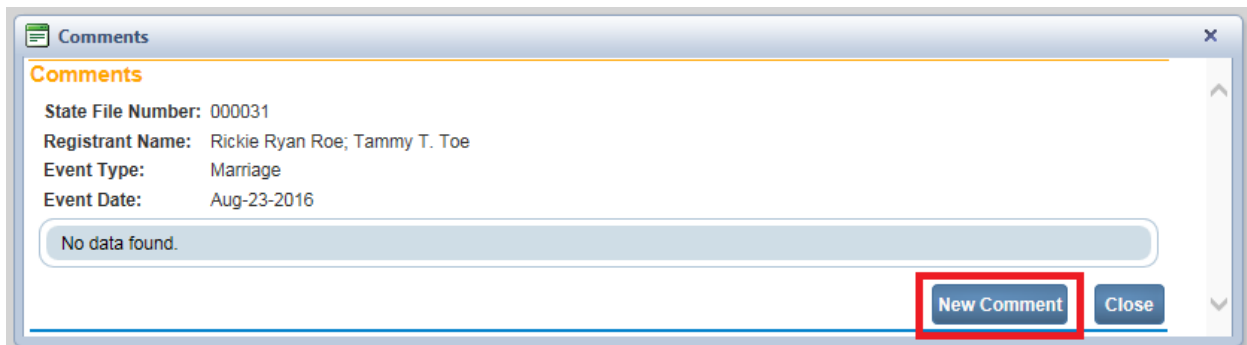 Comments
Comments
State File Number: 000031
Registrant Name: Rickie Ryan Roe; Tammy T. Toe
Event Type: Marriage
Event Date: Aug-23-2016
No data found.
New Comment Close